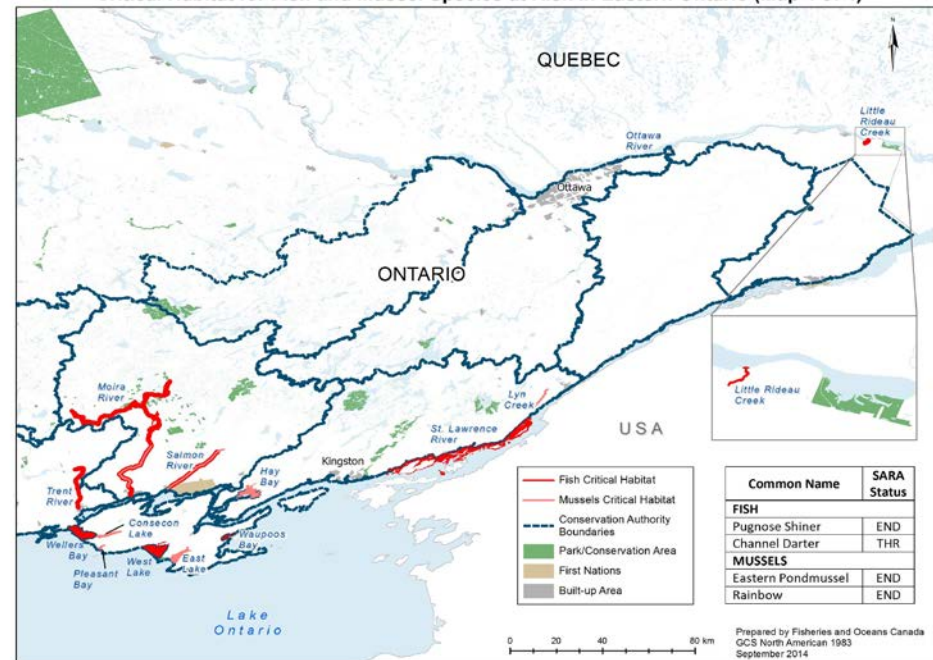 QUEBEC
N
Little
Rideau
Creek
Ottawa
River
Ottawa
ONTARIO
Moira
River
Lyn
Creek
Little Rideau
Creek
St. Lawrence
River
USA
Salmon
River
Hay
Bay
Kingston
Trent
River
Consecon
Lake
Waupoos
Bay
Wellers
Bay
Pleasant
Bay
West
Lake
East
Lake
Lake
Ontario
Fish Critical Habitat
Mussels Critical Habitat
Conservation Authority
Boundaries
Park/Conservation Area
First Nations
Built-up Area
Common Name SARA
Status
FISH
Pugnose Shiner END
Channel Darter THR
MUSSELS
Eastern Pondmussel END
Rainbow END
0 20 40 80 km
Prepared by Fisheries and Oceans Canada
GCS North American 1983
September 2014